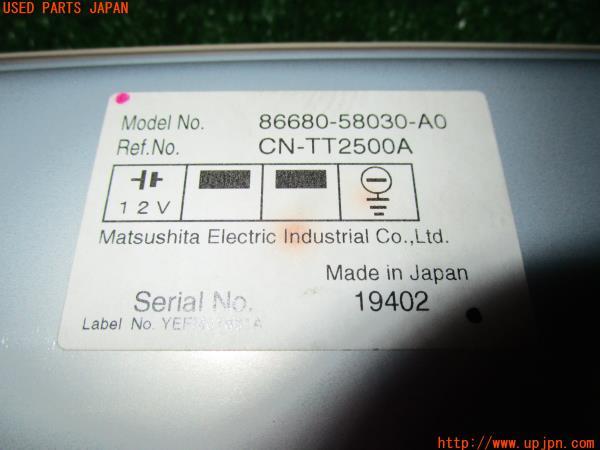 USED PARTS JAPAN
Model No. 86680-58030-A0
Ref.No. CN-TT2500A
12V
Matsushita Electric Industrial Co.,Ltd.
Made in Japan
Serial No. 19402
Label No.
http://www.upjpn.com/